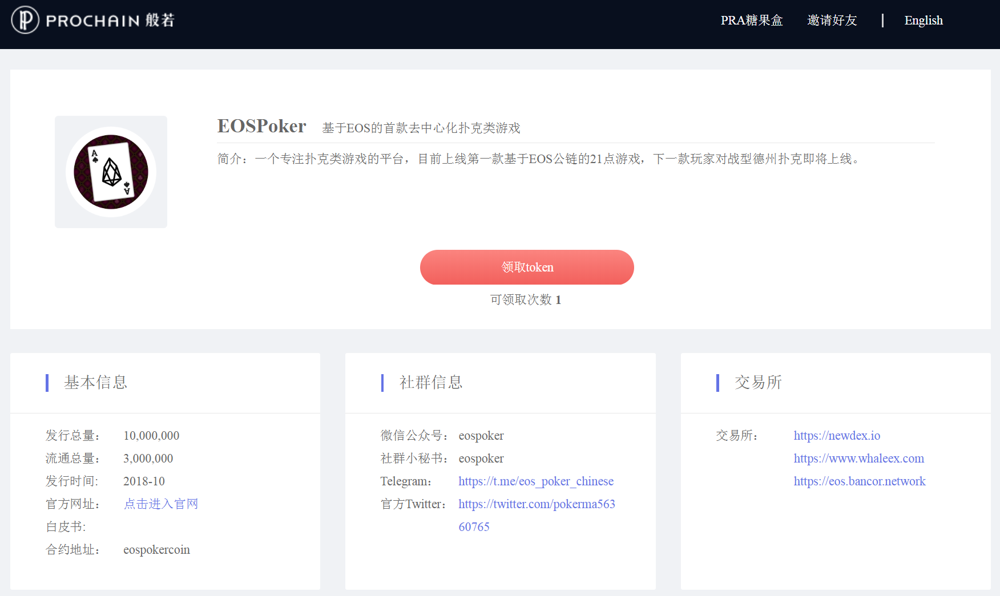 PROCHAIN 般若
PRA糖果盒 邀请好友 | English
EOSPoker 基于EOS的首款去中心化扑克类游戏
简介：一个专注扑克类游戏的平台，目前上线第一款基于EOS公链的21点游戏，下一款玩家对战型德州扑克即将上线。
A
A
领取token
可领取次数 1
基本信息
发行总量： 10,000,000
流通总量： 3,000,000
发行时间: 2018-10
官方网址： 点击进入官网
白皮书:
合约地址： eospokercoin
社群信息
微信公众号： eospoker
社群小秘书： eospoker
Telegram： https://t.me/eos_poker_chinese
官方Twitter： https://twitter.com/pokerma563
60765
交易所
交易所： https://newdex.io
https://www.whaleex.com
https://eos.bancor.network